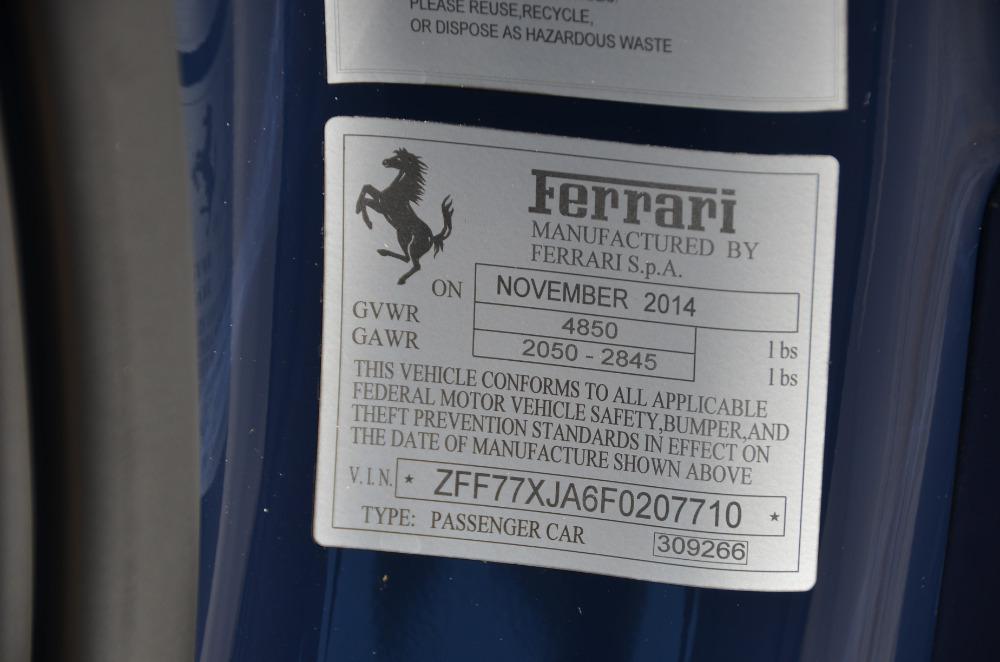 PLEASE REUSE,RECYCLE,
OR DISPOSE AS HAZARDOUS WASTE
Ferrari
MANUFACTURED BY
FERRARI S.p.A.
ON NOVEMBER 2014
GVWR 4850 lbs
GAWR 2050 - 2845 lbs
THIS VEHICLE CONFORMS TO ALL APPLICABLE
FEDERAL MOTOR VEHICLE SAFETY,BUMPER,AND
THEFT PREVENTION STANDARDS IN EFFECT ON
THE DATE OF MANUFACTURE SHOWN ABOVE
V.I.N. * ZFF77XJA6F0207710 *
TYPE: PASSENGER CAR 309266